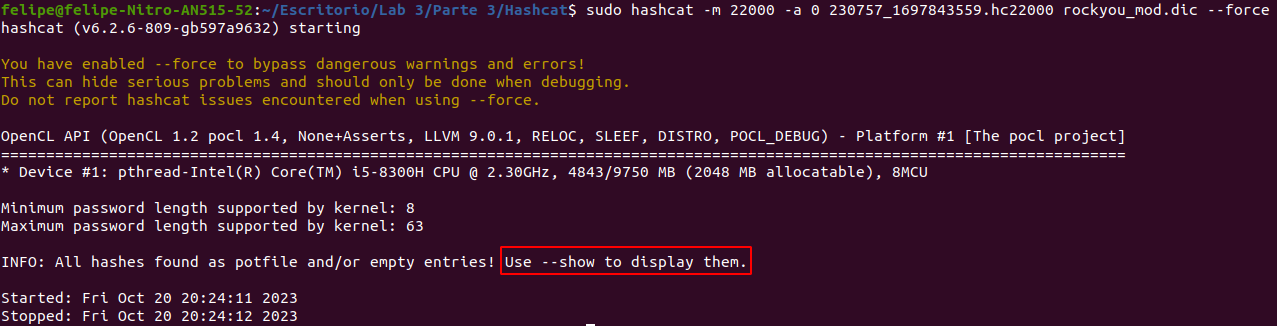 felipe@felipe-Nitro-AN515-52:~/Escritorio/Lab 3/Parte 3/Hashcat$ sudo hashcat -m 22000 -a 0 230757_1697843559.hc22000 rockyou_mod.dic --force
hashcat (v6.2.6-809-gb597a9632) starting
You have enabled --force to bypass dangerous warnings and errors!
This can hide serious problems and should only be done when debugging.
Do not report hashcat issues encountered when using --force.
OpenCL API (OpenCL 1.2 pocl 1.4, None+Asserts, LLVM 9.0.1, RELOC, SLEEF, DISTRO, POCL_DEBUG) - Platform #1 [The pocl project]
=============================================================================================================================
* Device #1: pthread-Intel(R) Core(TM) i5-8300H CPU @ 2.30GHz, 4843/9750 MB (2048 MB allocatable), 8MCU
Minimum password length supported by kernel: 8
Maximum password length supported by kernel: 63
INFO: All hashes found as potfile and/or empty entries! Use --show to display them.
Started: Fri Oct 20 20:24:11 2023
Stopped: Fri Oct 20 20:24:12 2023